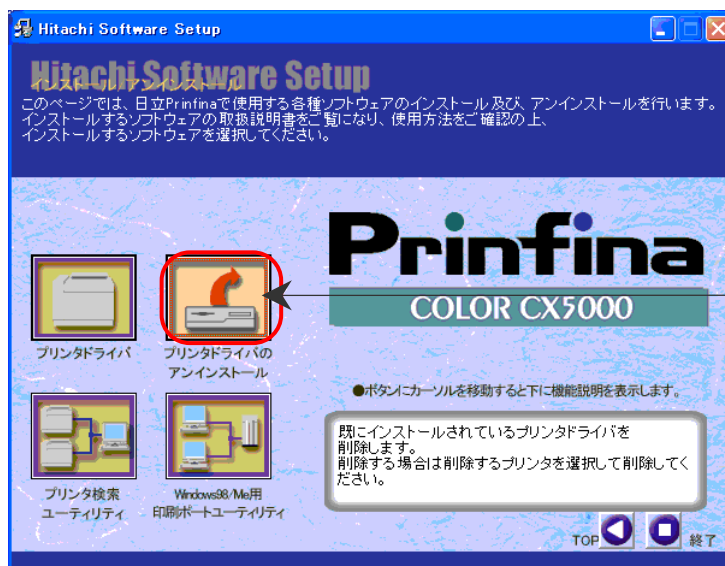 Hitachi Software Setup
Hitachi Software Setup
インストール/アンインストール
このページでは、日立Prinfinaで使用する各種ソフトウェアのインストール及び、アンインストールを行います。
インストールするソフトウェアの取扱説明書をご覧になり、使用方法をご確認の上、
インストールするソフトウェアを選択してください。
Prinfina
COLOR CX5000
プリンタドライバ
プリンタドライバの
アンインストール
●ボタンにカーソルを移動すると下に機能説明を表示します。
既にインストールされているプリンタドライバを
削除します。
削除する場合は削除するプリンタを選択して削除してく
ださい。
プリンタ検索
ユーティリティ
Windows98/Me用
印刷ポートユーティリティ
TOP
終了